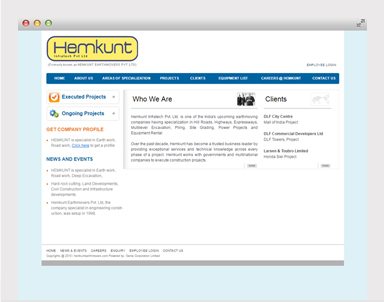 Hemkunt
Infratech Pvt Ltd
(Formerly known as HEMKUNT EARTHMOVERS PVT. LTD.)
EMPLOYEE LOGIN
HOME ABOUT US AREAS OF SPECIALIZATION PROJECTS CLIENTS EQUIPMENT LIST CAREERS @ HEMKUNT CONTACT US
Executed Projects
Ongoing Projects
GET COMPANY PROFILE
HEMKUNT is specialist in Earth work,
Road work, Click here to get a profile
NEWS AND EVENTS
HEMKUNT is specialist in Earth work,
Road work, Deep Excavation.
Hard rock cutting, Land Developments,
Civil Construction and Infrastructure
developments.
Hemkunt Earthmovers Pvt. Ltd, the
company specialist in engineering const-
uction, was setup in 1999
Who We Are
Hemkunt Infratech Pvt. Ltd. is one of the India's upcoming earthmoving
companies having specialization in Hill Roads, Highways, Expressways,
Multilevel Excavation, Piling, Site Grading, Power Projects and
Equipment Rental.
Over the past decade, Hemkunt has become a trusted business leader by
providing exceptional services and technical knowledge across every
phase of a project. Hemkunt works with governments and multinational
companies to execute construction projects.
Clients
DLF City Centre
Mall of India Project
DLF Commercial Developers Ltd
DLF Towers, Project
Larsen & Toubro Limited
Honda Site Project
HOME NEWS & EVENTS CAREERS ENQUIRY EMPLOYEE LOGIN CONTACT US